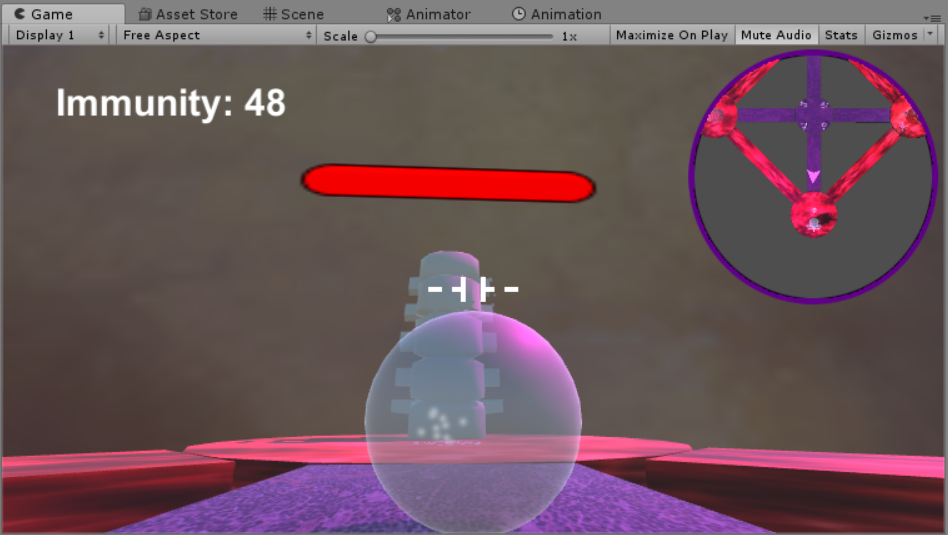 Game Asset Store Scene Animator Animation
Display 1 Free Aspect Scale 1x Maximize On Play Mute Audio Stats Gizmos
Immunity: 48